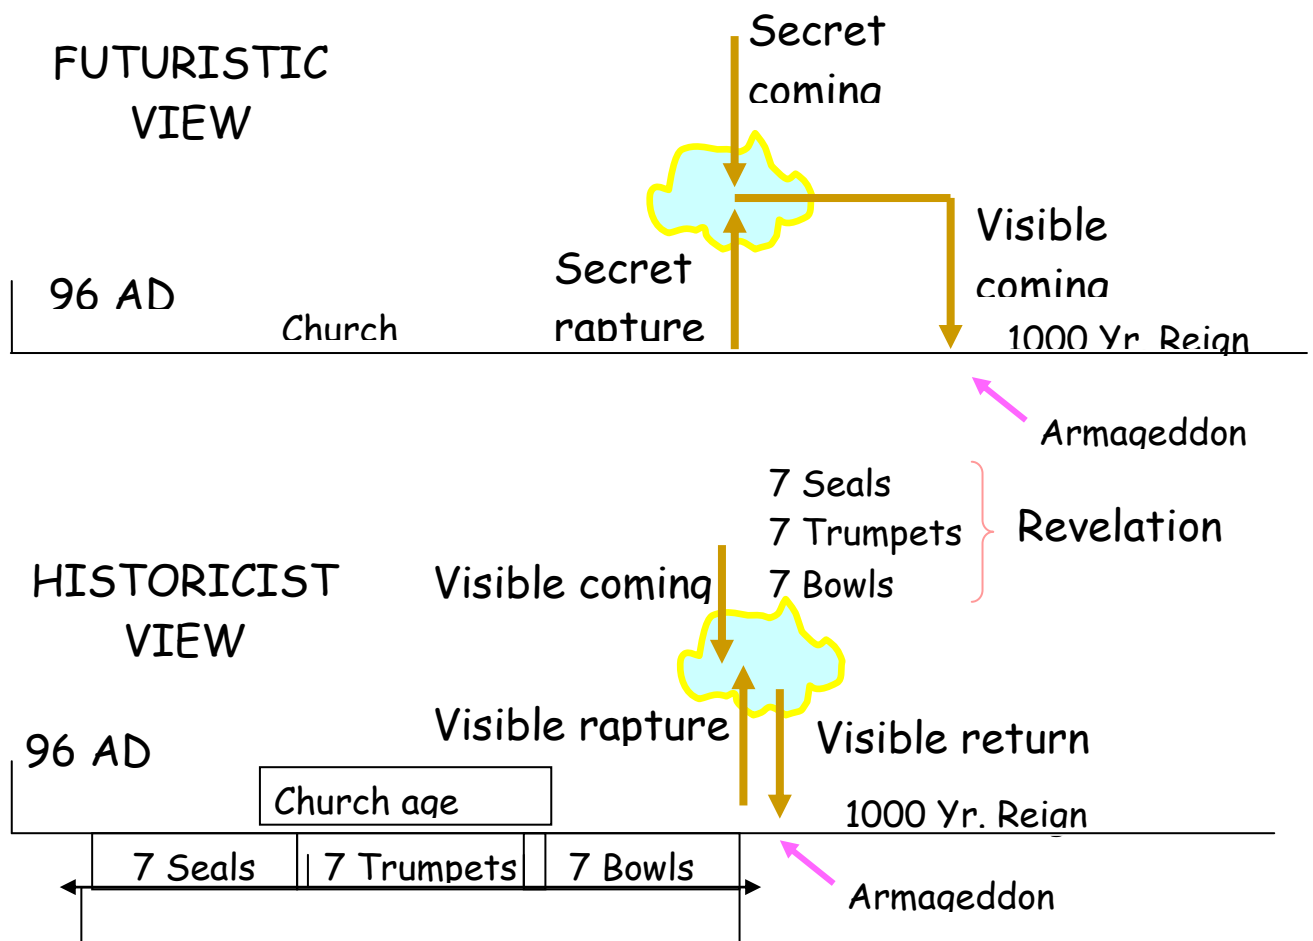 FUTURISTIC
VIEW
Secret
coming
Visible
coming
Secret
rapture
96 AD
Church
1000 Yr. Reign
Armageddon
7 Seals
7 Trumpets
7 Bowls
Revelation
HISTORICIST
VIEW
Visible coming
Visible rapture
Visible return
96 AD
Church age
1000 Yr. Reign
7 Seals
7 Trumpets
7 Bowls
Armageddon